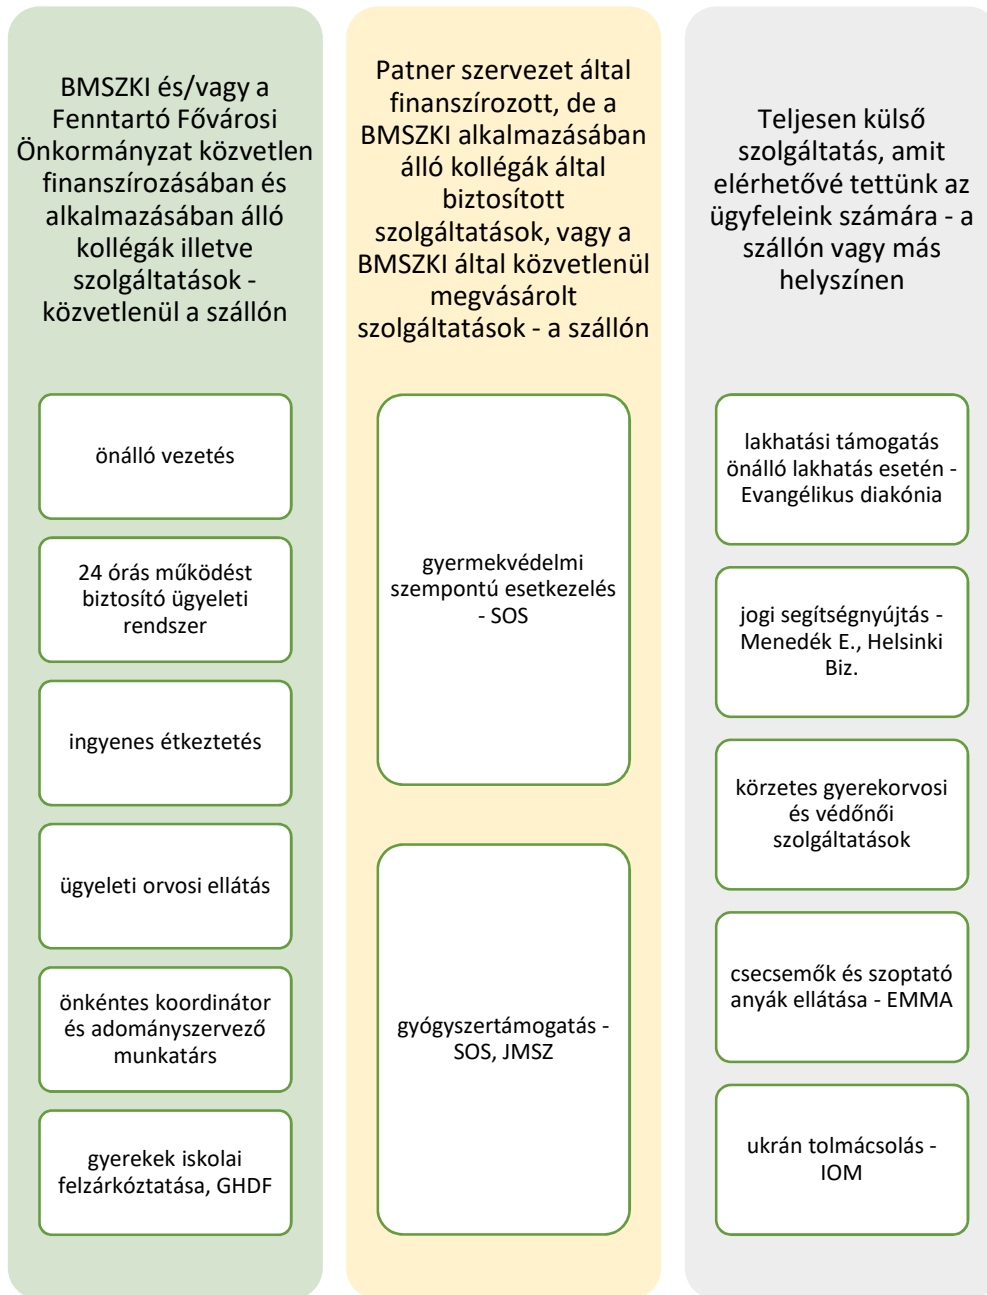 BMSZKI és/vagy a
Fenntartó Fővárosi
Önkormányzat közvetlen
finanszírozásában és
alkalmazásában álló
kollégák illetve
szolgáltatások -
közvetlenül a szállón
önálló vezetés
24 órás működést
biztosító ügyeleti
rendszer
ingyenes étkeztetés
ügyeleti orvosi ellátás
önkéntes koordinátor
és adományszervező
munkatárs
gyerekek iskolai
felzárkóztatása, GHDF
Patner szervezet által
finanszírozott, de a
BMSZKI alkalmazásában
álló kollégák által
biztosított
szolgáltatások, vagy a
BMSZKI által közvetlenül
megvásárolt
szolgáltatások - a szállón
gyermekvédelmi
szempontú esetkezelés
- SOS
gyógyszertámogatás -
SOS, JMSZ
Teljesen külső
szolgáltatás, amit
elérhetővé tettünk az
ügyfeleink számára - a
szállón vagy más
helyszínen
lakhatási támogatás
önálló lakhatás esetén -
Evangélikus diakónia
jogi segítségnyújtás -
Menedék E., Helsinki
Biz.
körzetes gyerekorvosi
és védőnői
szolgáltatások
csecsemők és szoptató
anyák ellátása - EMMA
ukrán tolmácsolás -
IOM